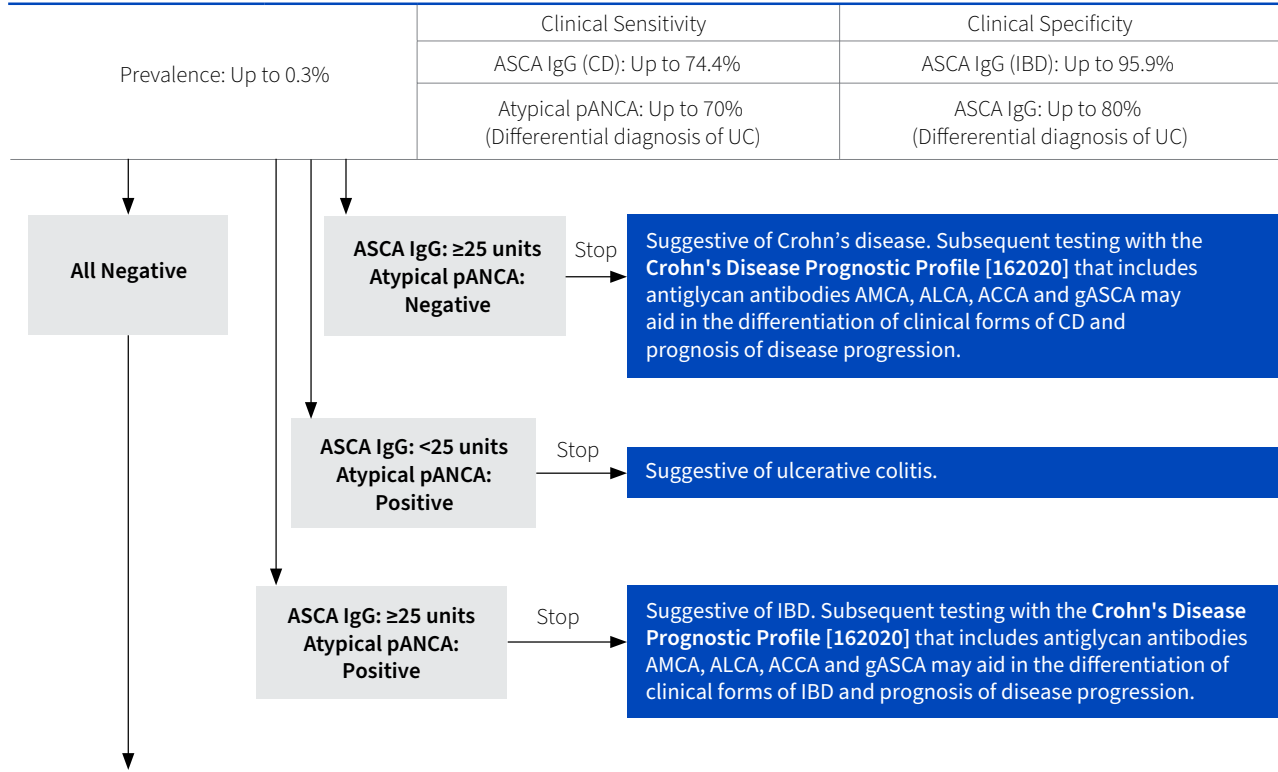 Prevalence: Up to 0.3%
Clinical Sensitivity
Clinical Specificity
ASCA IgG (CD): Up to 74.4%
ASCA IgG (IBD): Up to 95.9%
Atypical pANCA: Up to 70%
(Differerential diagnosis of UC)
ASCA IgG: Up to 80%
(Differerential diagnosis of UC)
All Negative
ASCA IgG: ≥25 units
Atypical pANCA:
Negative
Stop
Suggestive of Crohn’s disease. Subsequent testing with the
Crohn's Disease Prognostic Profile [162020] that includes
antiglycan antibodies AMCA, ALCA, ACCA and gASCA may
aid in the differentiation of clinical forms of CD and
prognosis of disease progression.
ASCA IgG: <25 units
Atypical pANCA:
Positive
Stop
Suggestive of ulcerative colitis.
ASCA IgG: ≥25 units
Atypical pANCA:
Positive
Stop
Suggestive of IBD. Subsequent testing with the Crohn's Disease
Prognostic Profile [162020] that includes antiglycan antibodies
AMCA, ALCA, ACCA and gASCA may aid in the differentiation of
clinical forms of IBD and prognosis of disease progression.